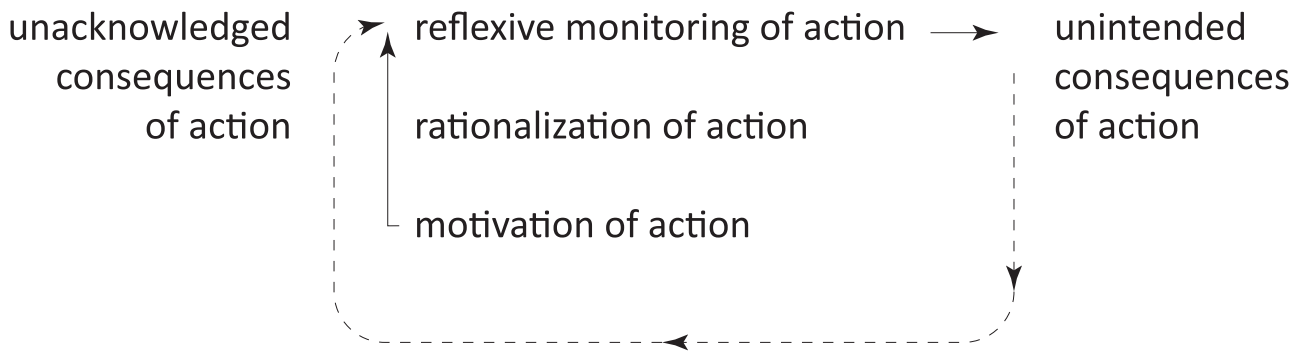 unacknowledged
consequences
of action
reflexive monitoring of action
rationalization of action
motivation of action
unintended
consequences
of action